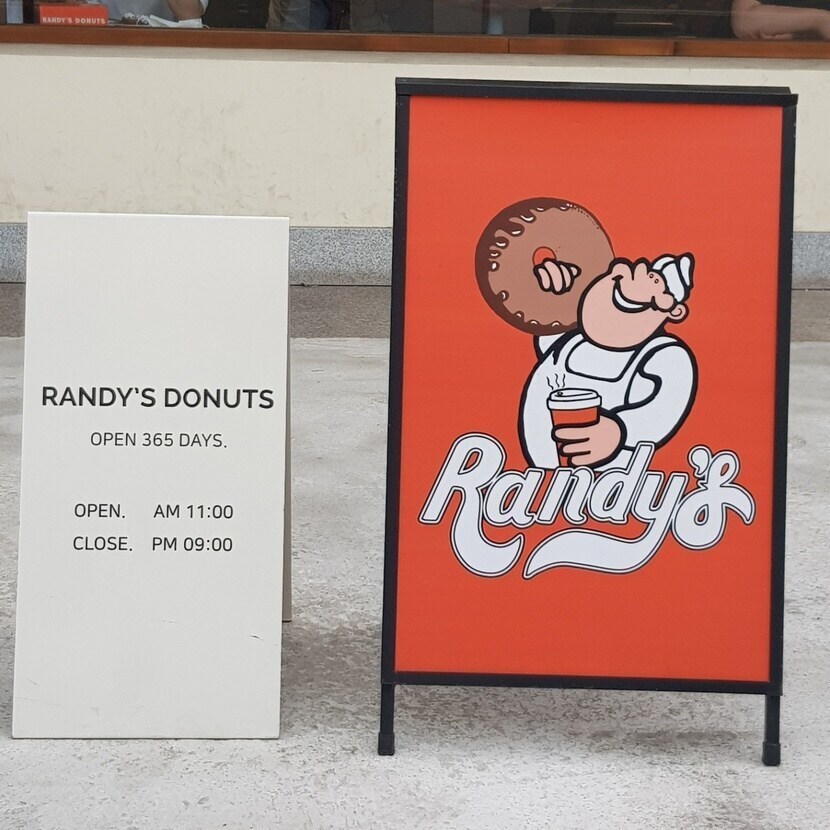 RANDY'S DONUTS
RANDY'S DONUTS
OPEN 365 DAYS.
OPEN. AM 11:00
CLOSE. PM 09:00
Randy's